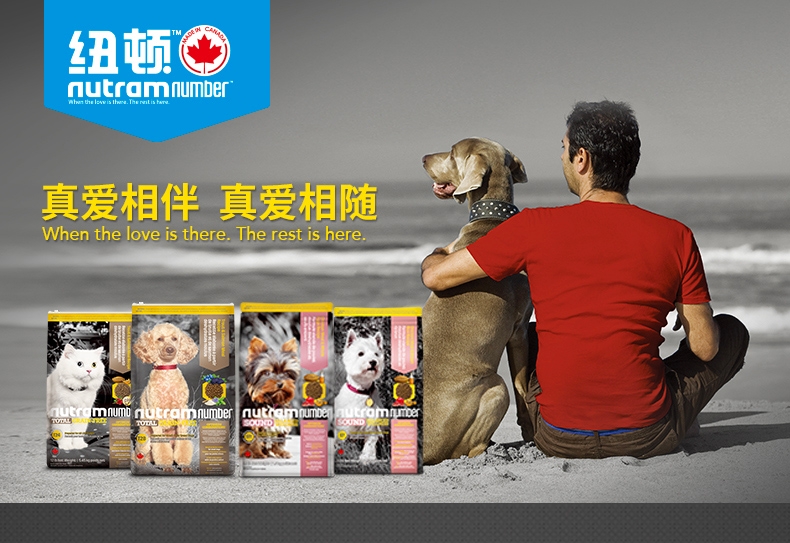 纽顿™
MADE IN CANADA
nutram number™
When the love is there. The rest is here.
真爱相伴 真爱相随
When the love is there. The rest is here.
nutram number
TOTAL
nutram number
TOTAL
nutram number
SOUND
nutram number
SOUND